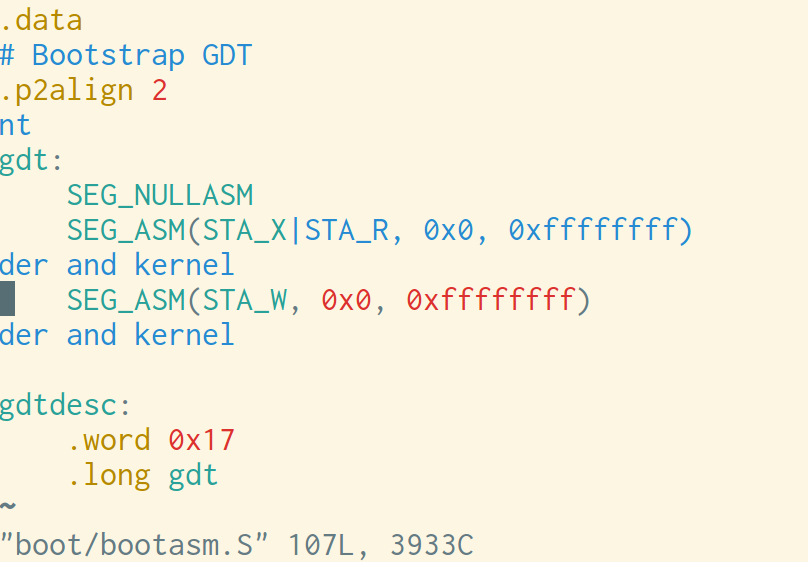 .data
# Bootstrap GDT
.p2align 2
nt
gdt:
    SEG_NULLASM
    SEG_ASM(STA_X|STA_R, 0x0, 0xffffffff)
der and kernel
    SEG_ASM(STA_W, 0x0, 0xffffffff)
der and kernel

gdtdesc:
    .word 0x17
    .long gdt
~
"boot/bootasm.S" 107L, 3933C